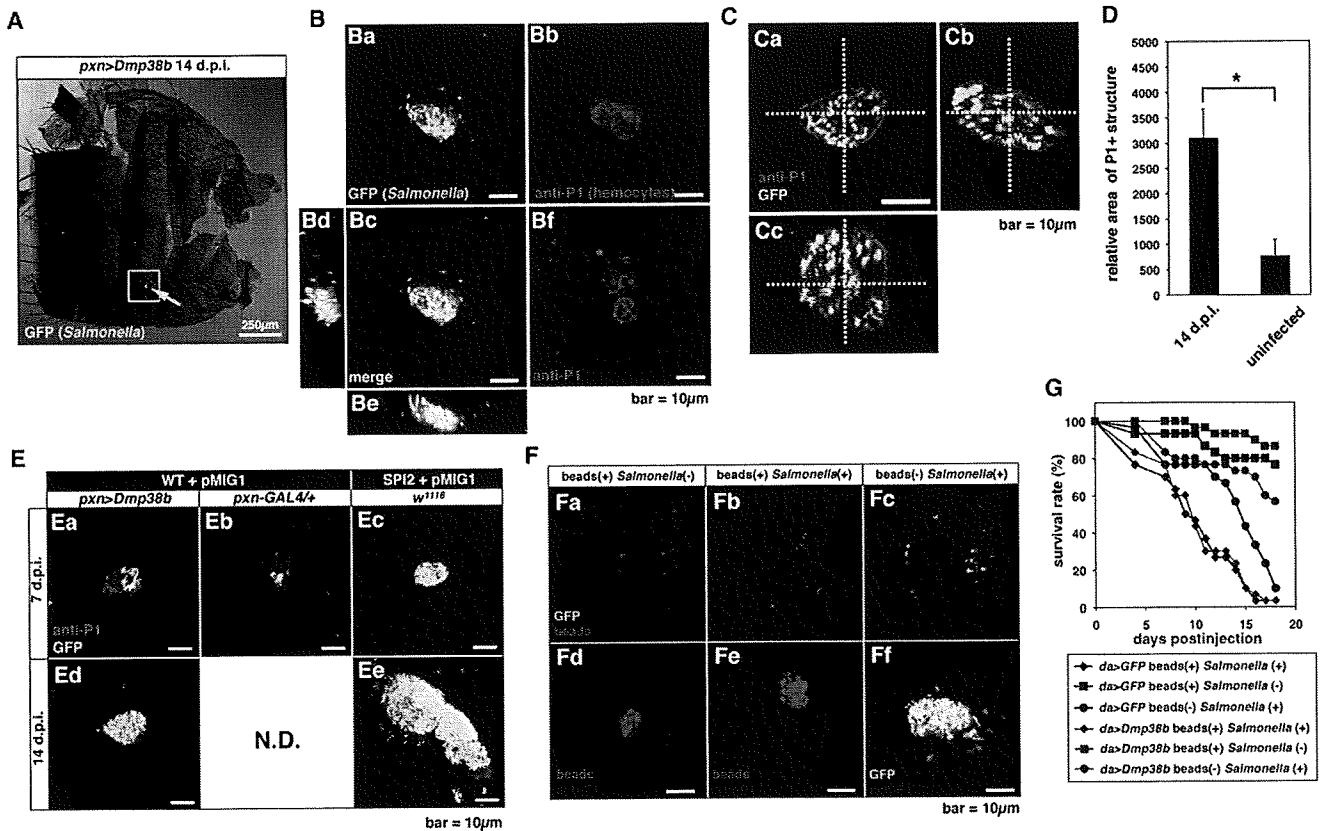 A
pxn>Dmp38b 14 d.p.i.
GFP (Salmonella)
250µm
B
Ba
GFP (Salmonella)
Bb
anti-P1 (hemocytes)
Bd
Bc
merge
Bf
anti-P1
Be
bar = 10µm
C
Ca
anti-P1
GFP
Cb
Cc
bar = 10µm
D
relative area of P1+ structure
5000
4500
4000
3500
3000
2500
2000
1500
1000
500
0
*
14 d.p.i.
uninfected
E
WT + pMIG1
SPI2 + pMIG1
pxn>Dmp38b
pxn-GAL4/+
w1118
7 d.p.i.
Ea
anti-P1
GFP
Eb
Ec
14 d.p.i.
Ed
N.D.
Ee
bar = 10µm
F
beads(+) Salmonella(-)
beads(+) Salmonella(+)
beads(-) Salmonella(+)
Fa
GFP
beads
Fb
Fc
Fd
beads
Fe
beads
Ff
GFP
bar = 10µm
G
survival rate (%)
100
80
60
40
20
0
0
10
20
days postinjection
da>GFP beads(+) Salmonella (+)
da>GFP beads(+) Salmonella (-)
da>GFP beads(-) Salmonella (+)
da>Dmp38b beads(+) Salmonella (+)
da>Dmp38b beads(+) Salmonella (-)
da>Dmp38b beads(-) Salmonella (+)